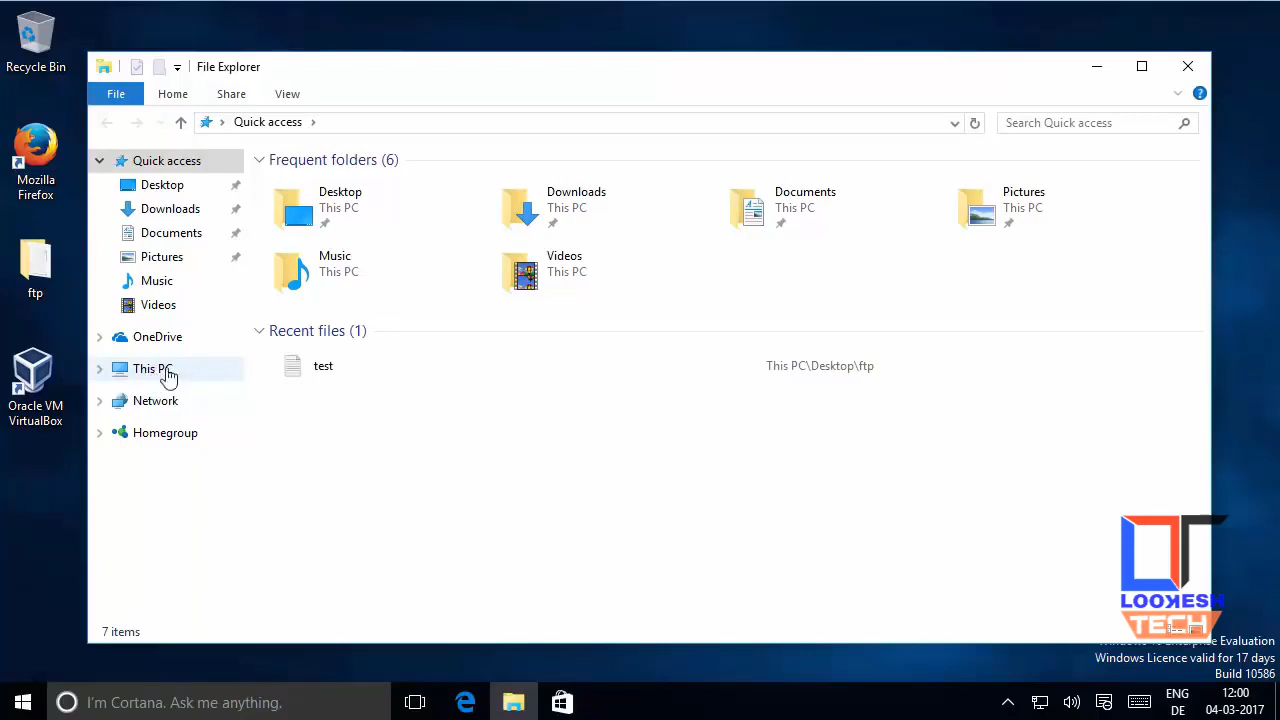 Recycle Bin
Mozilla
Firefox
ftp
Oracle VM
VirtualBox
File Explorer
File
Home
Share
View
Quick access
Search Quick access
Quick access
Desktop
Downloads
Documents
Pictures
Music
Videos
OneDrive
This PC
Network
Homegroup
Frequent folders (6)
Desktop
This PC
Downloads
This PC
Documents
This PC
Pictures
This PC
Music
This PC
Videos
This PC
Recent files (1)
test
This PC\Desktop\ftp
7 items
LOOKESH
TECH
Enterprise Evaluation
Windows Licence valid for 17 days
Build 10586
I'm Cortana. Ask me anything.
ENG
DE
12:00
04-03-2017